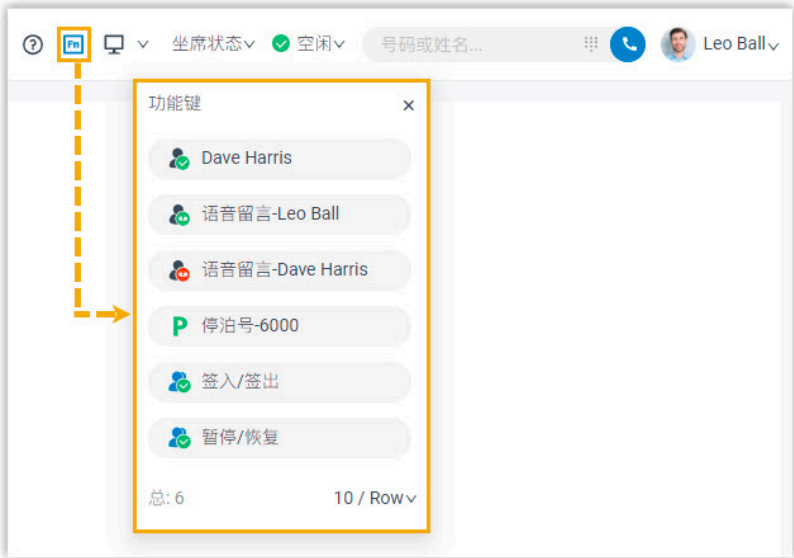 Fn 坐席状态 空闲 号码或姓名... Leo Ball
功能键
Dave Harris
语音留言-Leo Ball
语音留言-Dave Harris
P 停泊号-6000
签入/签出
暂停/恢复
总: 6 10 / Row